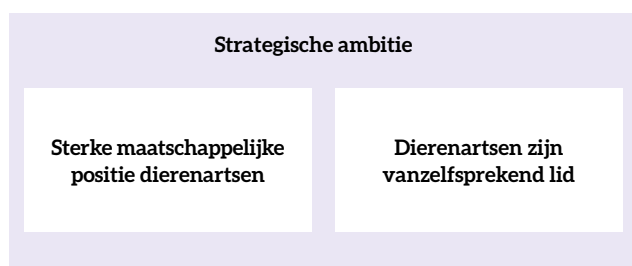 Strategische ambitie
Sterke maatschappelijke
positie dierenartsen
Dierenartsen zijn
vanzelfsprekend lid